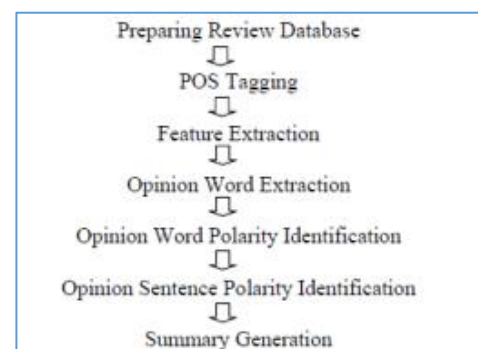 Preparing Review Database
POS Tagging
Feature Extraction
Opinion Word Extraction
Opinion Word Polarity Identification
Opinion Sentence Polarity Identification
Summary Generation